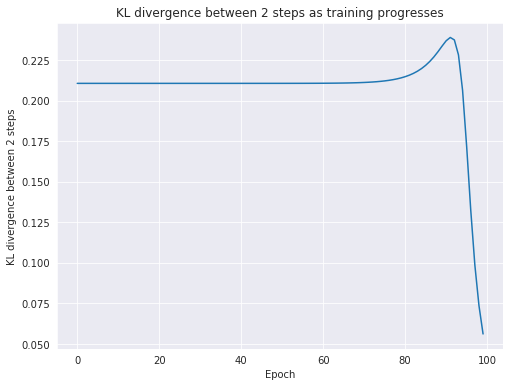 KL divergence between 2 steps as training progresses
KL divergence between 2 steps
0.225
0.200
0.175
0.150
0.125
0.100
0.075
0.050
0 20 40 60 80 100
Epoch